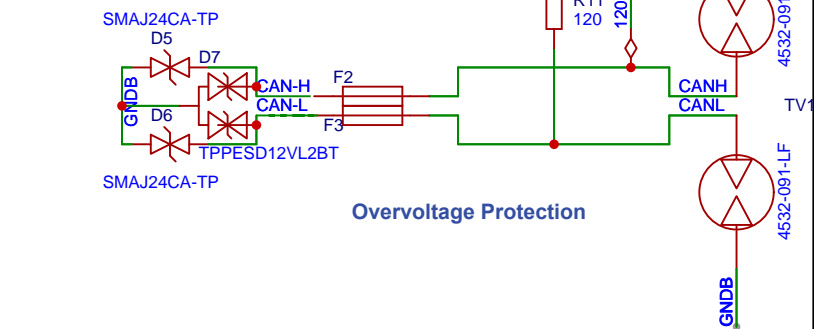 SMAJ24CA-TP
D5
D7
GNDB
D6
CAN-H
CAN-L
TPPESD12VL2BT
SMAJ24CA-TP
F2
F3
120
120
CANH
CANL
4532-091
TV1
4532-091-LF
Overvoltage Protection
GNDB